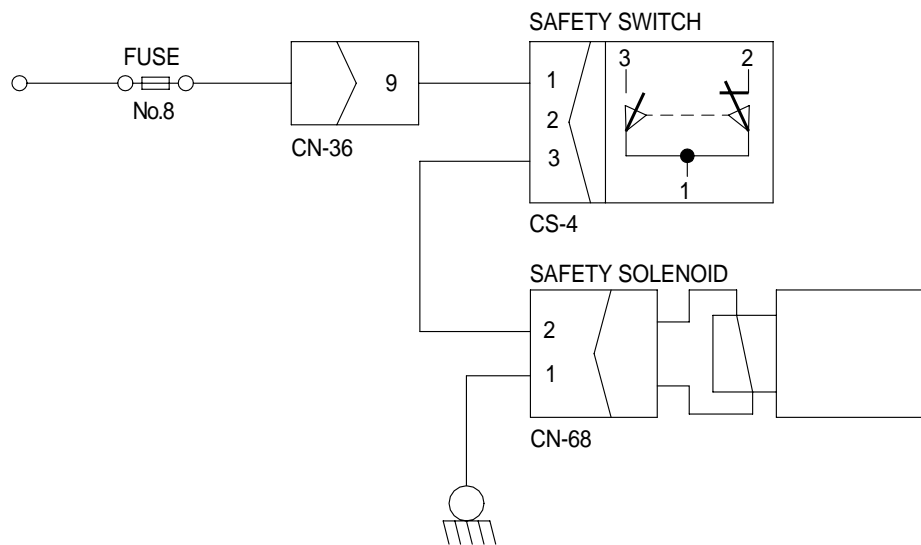 SAFETY SWITCH
FUSE
No.8
9
CN-36
1
2
3
3 2
1
CS-4
SAFETY SOLENOID
2
1
CN-68